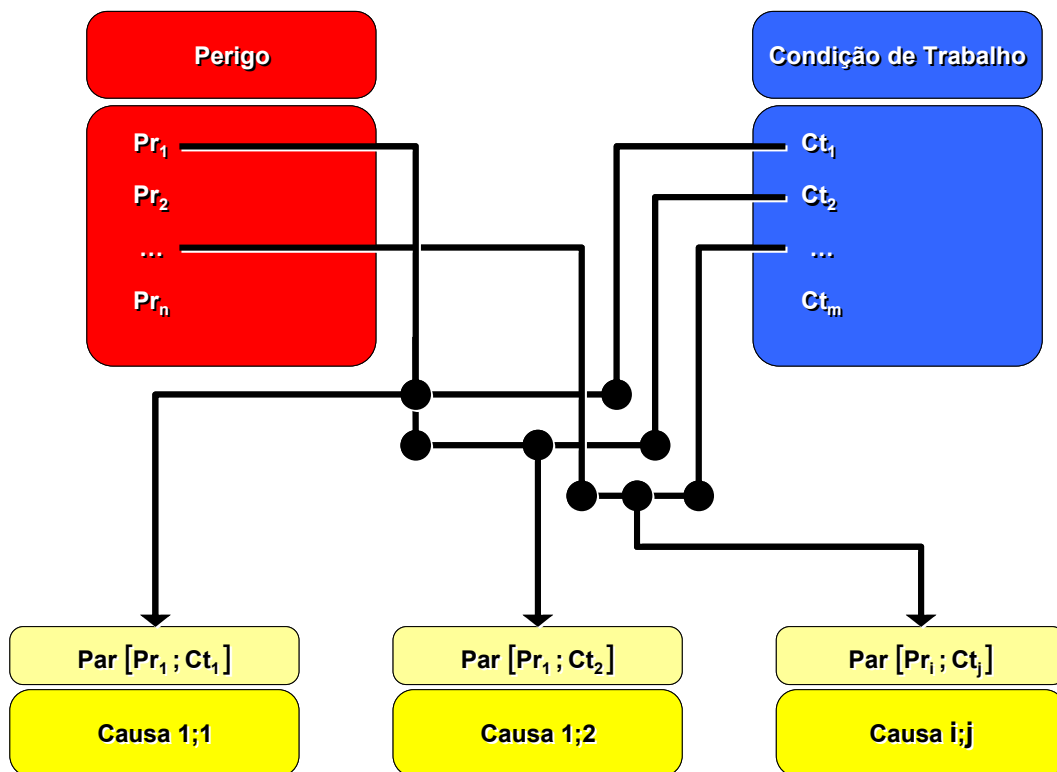 Perigo
Condição de Trabalho
Pr₁
Pr₂
...
Prₙ
Ct₁
Ct₂
...
Ctₘ
Par [Pr₁ ; Ct₁]
Par [Pr₁ ; Ct₂]
Par [Prᵢ ; Ctⱼ]
Causa 1;1
Causa 1;2
Causa i;j